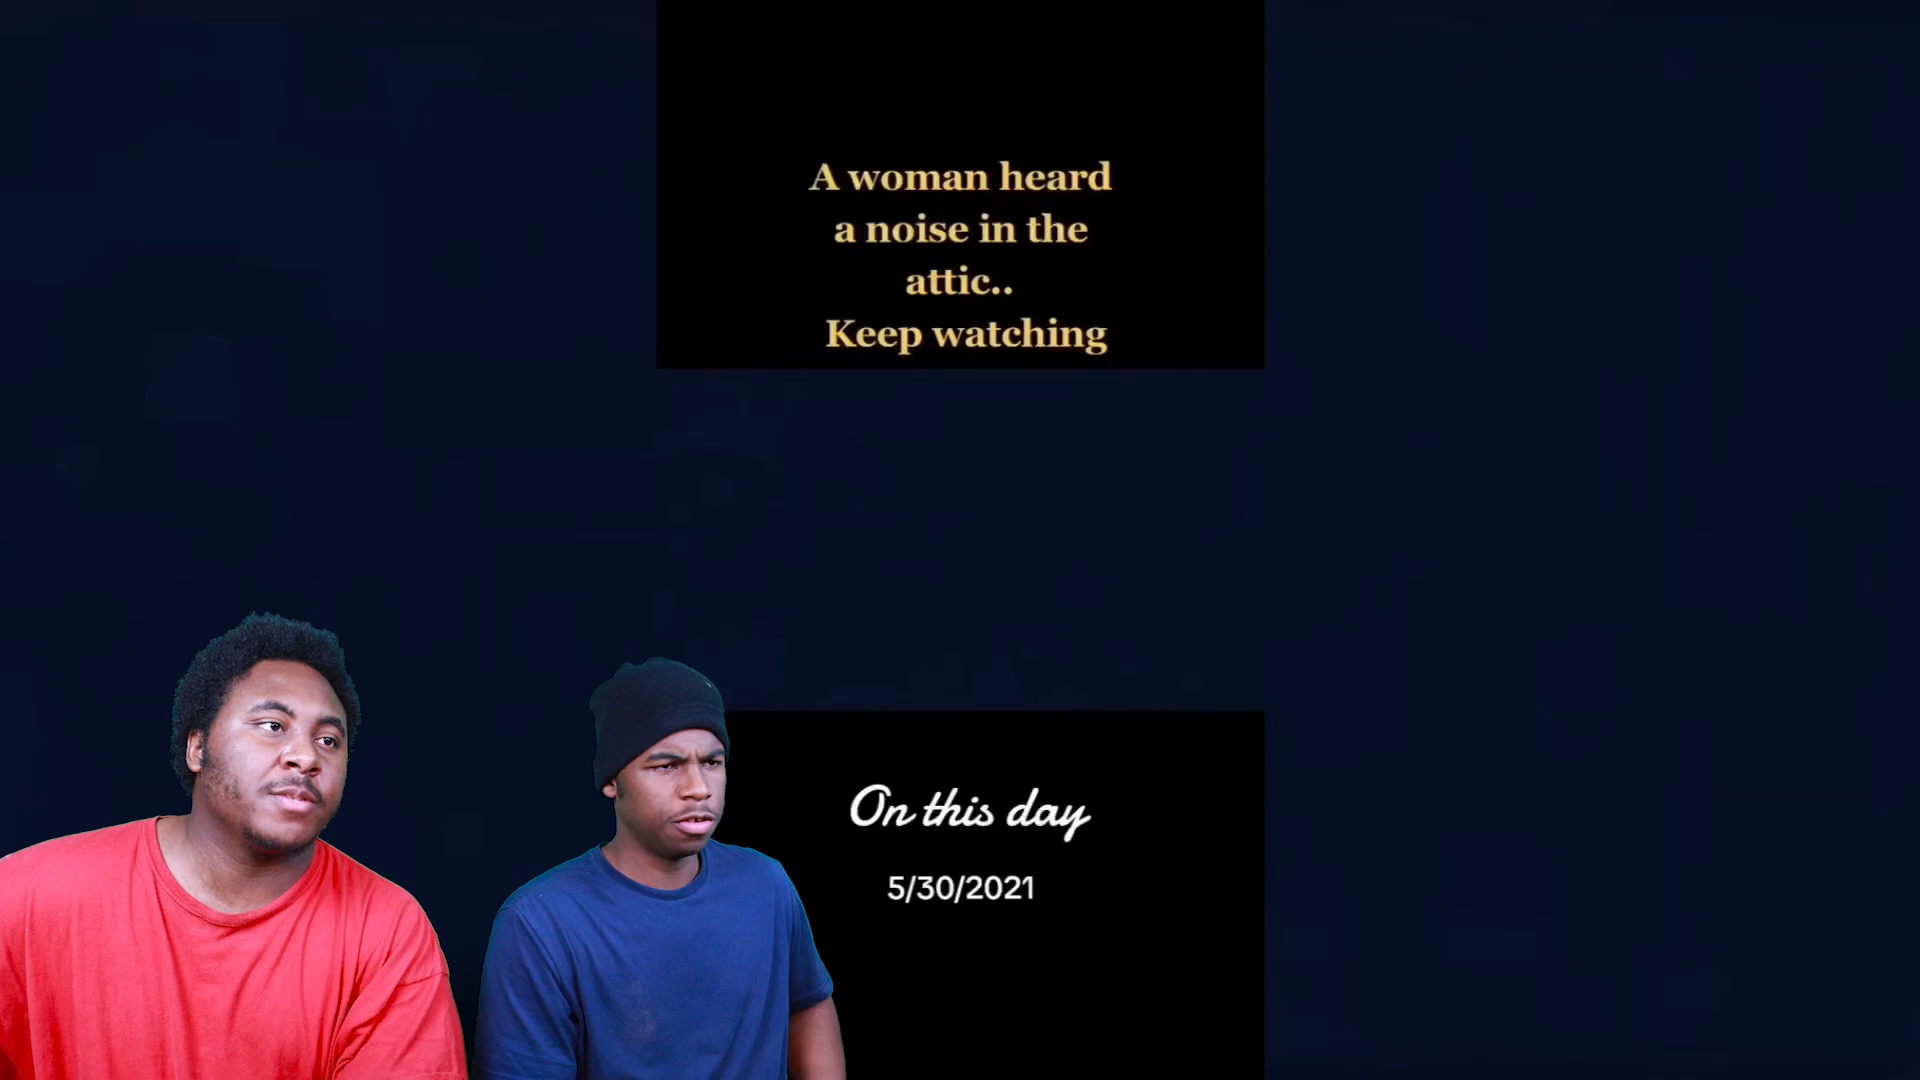 A woman heard
a noise in the
attic..
Keep watching
On this day
5/30/2021